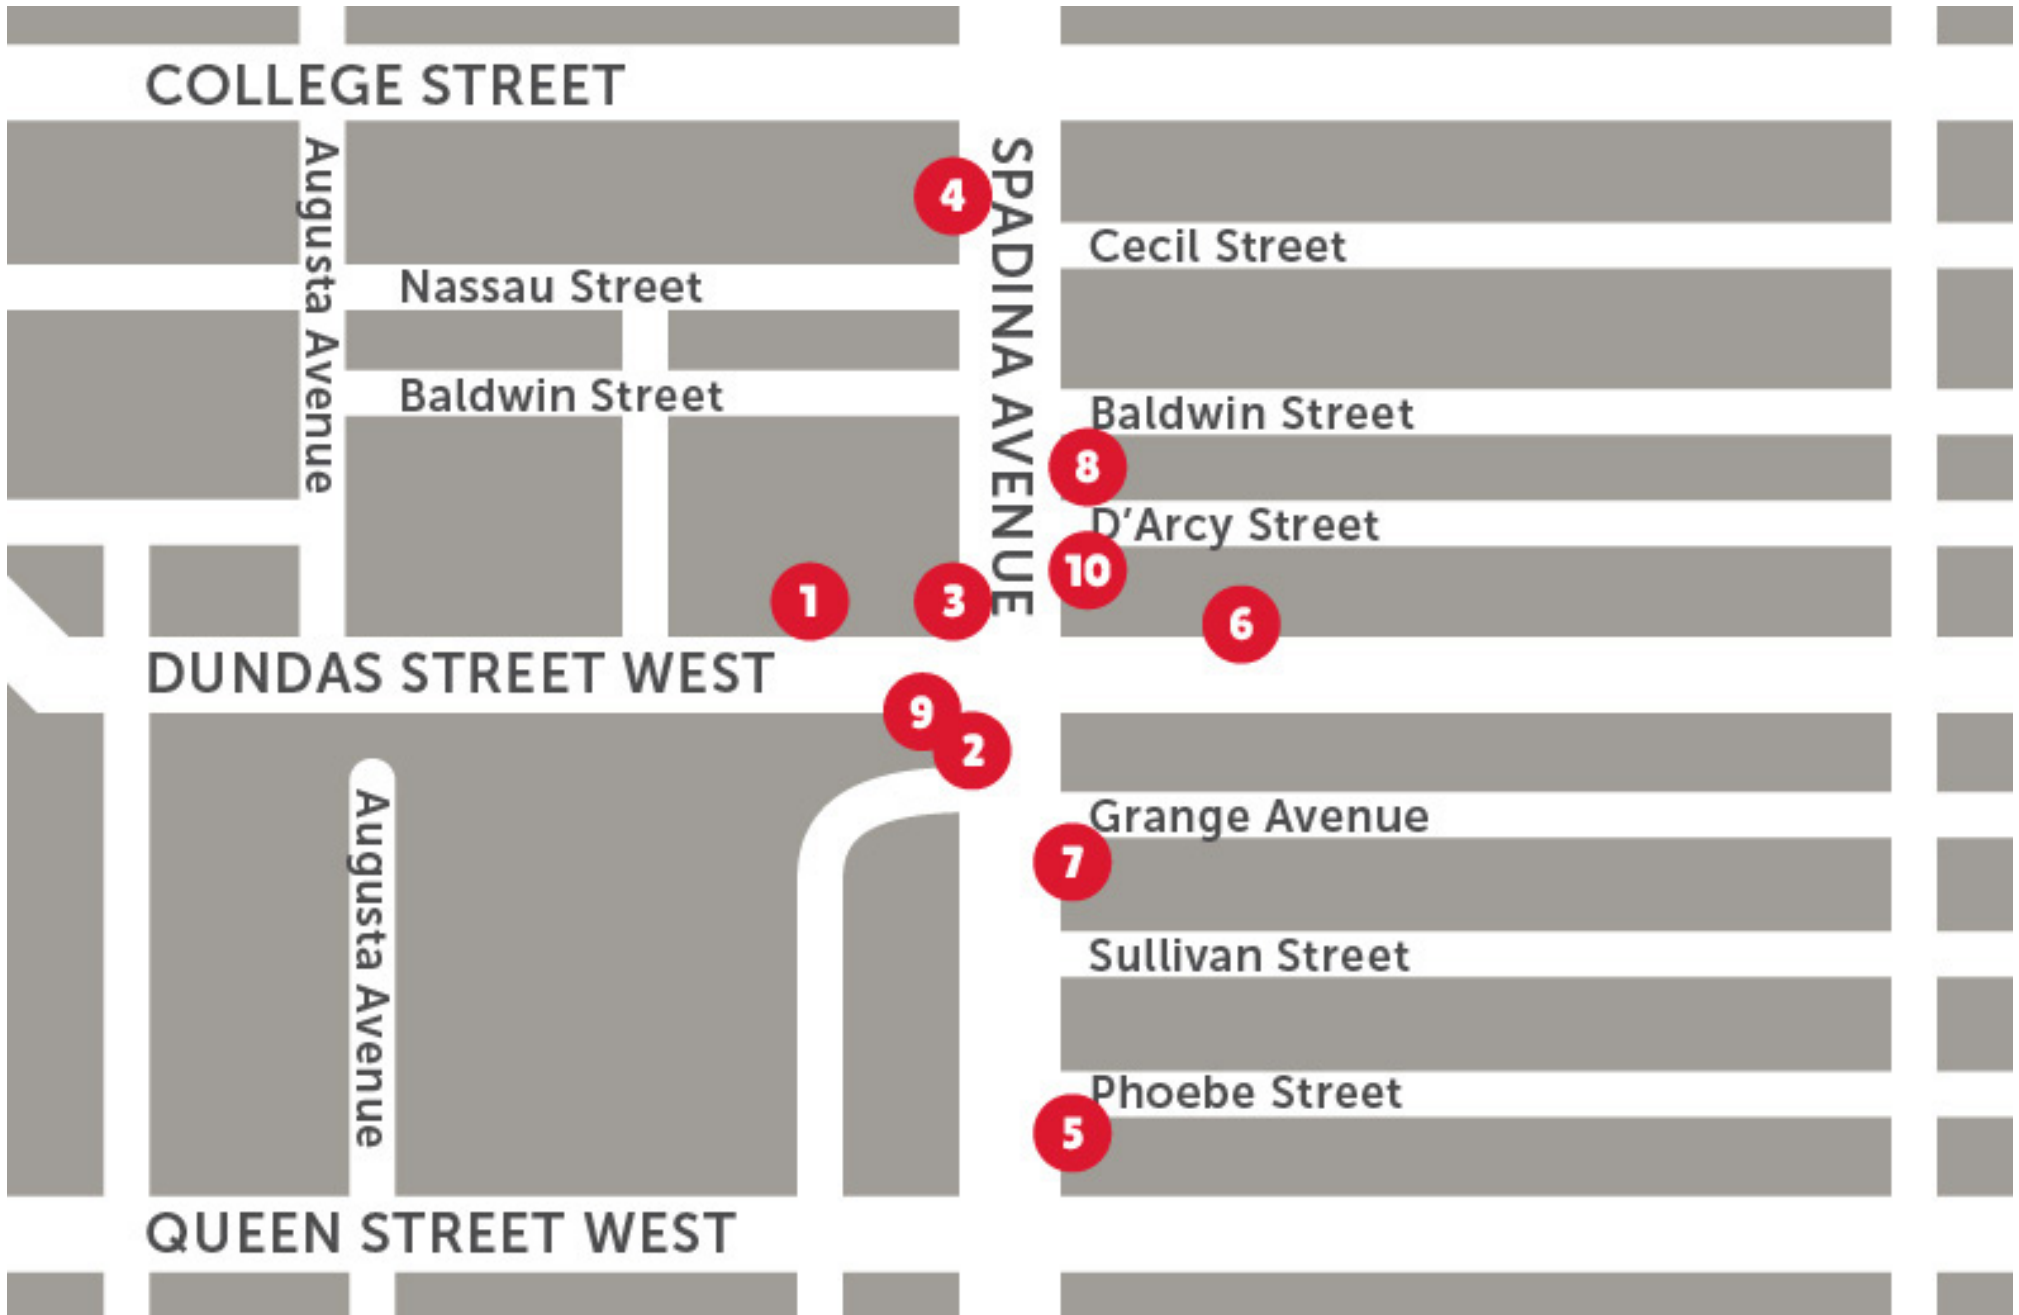 COLLEGE STREET
Augusta Avenue
4
SPADINA AVENUE
Cecil Street
Nassau Street
Baldwin Street
Baldwin Street
8
D'Arcy Street
10
1
3
6
DUNDAS STREET WEST
9
2
Augusta Avenue
Grange Avenue
7
Sullivan Street
Phoebe Street
5
QUEEN STREET WEST